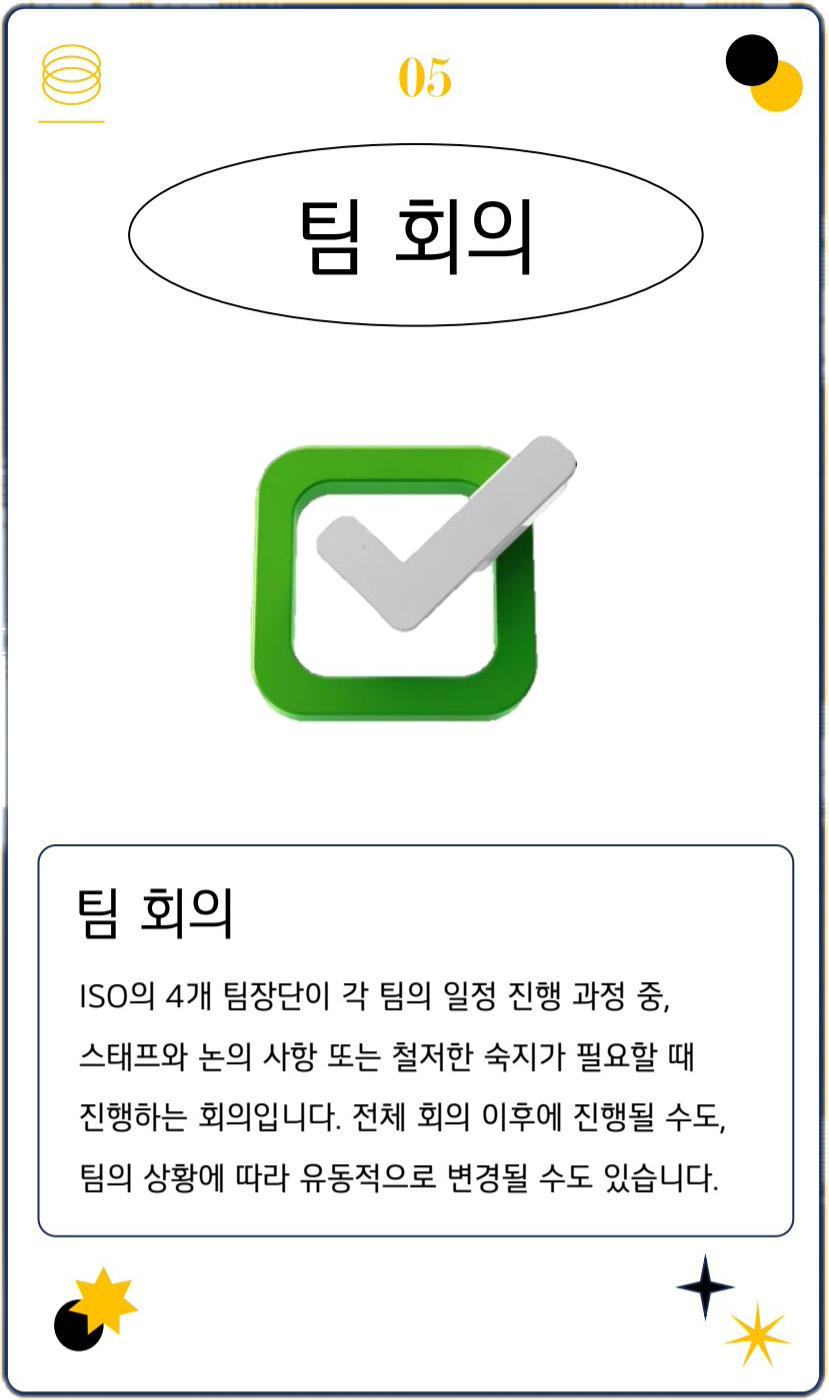 05
팀 회의
팀 회의
ISO의 4개 팀장단이 각 팀의 일정 진행 과정 중,
스태프와 논의 사항 또는 철저한 숙지가 필요할 때
진행하는 회의입니다. 전체 회의 이후에 진행될 수도,
팀의 상황에 따라 유동적으로 변경될 수도 있습니다.